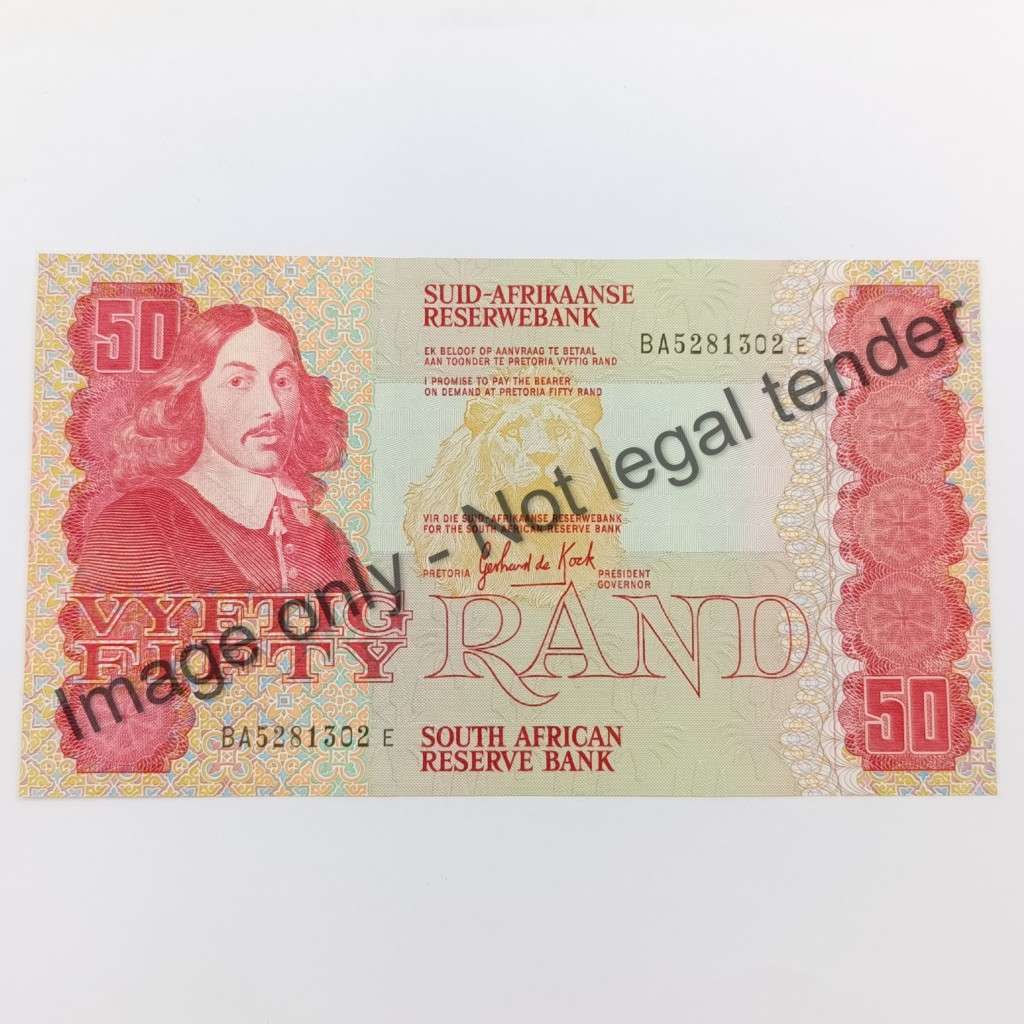 50
SUID-AFRIKAANSE
RESERWEBANK
EK BELOOF OP AANVRAAG TE BETAAL
AAN TOONDER TE PRETORIA VYFTIG RAND
BA5281302 E
I PROMISE TO PAY THE BEARER
ON DEMAND AT PRETORIA FIFTY RAND
VIR DIE SUID-AFRIKAANSE RESERWEBANK
FOR THE SOUTH AFRICAN RESERVE BANK
Gerhard de Kock
PRETORIA
PRESIDENT
GOVERNOR
VYFTIG
FIFTY
RAND
BA5281302 E
SOUTH AFRICAN
RESERVE BANK
50
Image only - Not legal tender